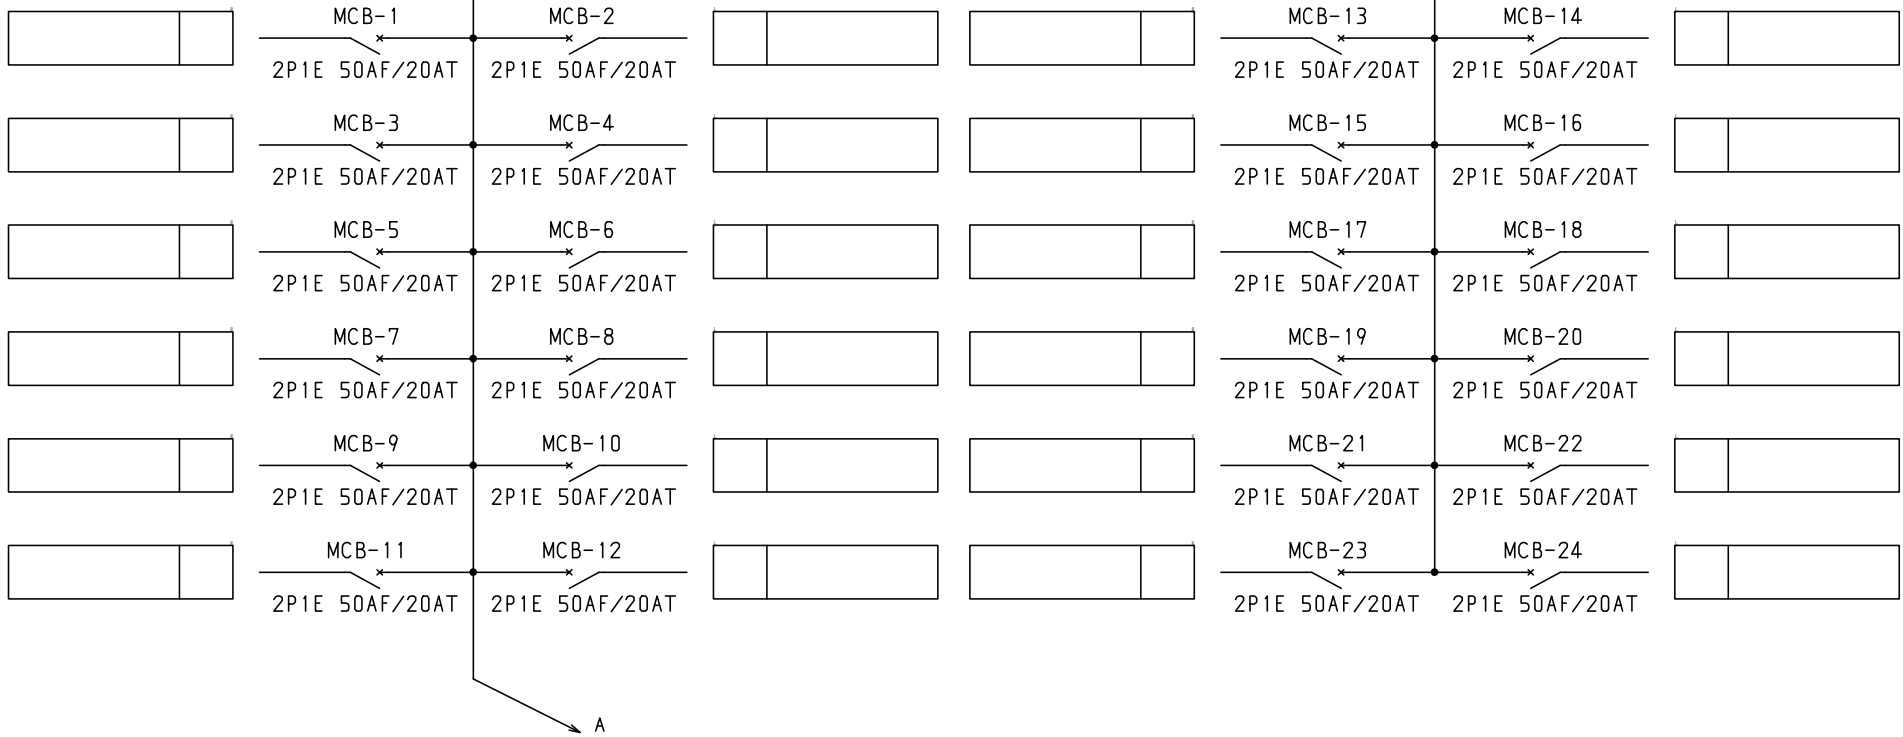 MCB-1 MCB-2 MCB-13 MCB-14
2P1E 50AF/20AT 2P1E 50AF/20AT 2P1E 50AF/20AT 2P1E 50AF/20AT
MCB-3 MCB-4 MCB-15 MCB-16
2P1E 50AF/20AT 2P1E 50AF/20AT 2P1E 50AF/20AT 2P1E 50AF/20AT
MCB-5 MCB-6 MCB-17 MCB-18
2P1E 50AF/20AT 2P1E 50AF/20AT 2P1E 50AF/20AT 2P1E 50AF/20AT
MCB-7 MCB-8 MCB-19 MCB-20
2P1E 50AF/20AT 2P1E 50AF/20AT 2P1E 50AF/20AT 2P1E 50AF/20AT
MCB-9 MCB-10 MCB-21 MCB-22
2P1E 50AF/20AT 2P1E 50AF/20AT 2P1E 50AF/20AT 2P1E 50AF/20AT
MCB-11 MCB-12 MCB-23 MCB-24
2P1E 50AF/20AT 2P1E 50AF/20AT 2P1E 50AF/20AT 2P1E 50AF/20AT
A